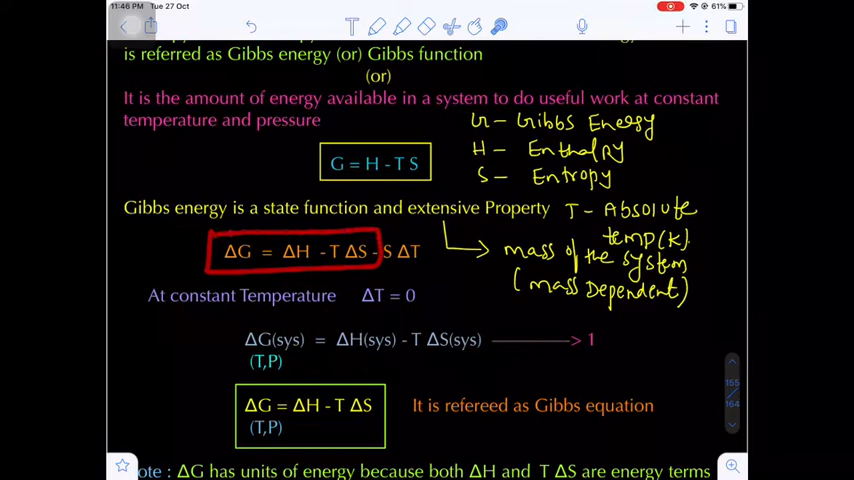 11:46 PM Tue 27 Oct
61%
is referred as Gibbs energy (or) Gibbs function
(or)
It is the amount of energy available in a system to do useful work at constant
temperature and pressure
G - Gibbs Energy
H - Enthalpy
S - Entropy
G = H - T S
Gibbs energy is a state function and extensive Property
T - Absolute
temp(K).
ΔG = ΔH - T ΔS - S ΔT
mass of the system
(mass Dependent)
At constant Temperature ΔT = 0
ΔG(sys) = ΔH(sys) - T ΔS(sys) ————> 1
(T,P)
ΔG = ΔH - T ΔS
(T,P)
It is refereed as Gibbs equation
ote : ΔG has units of energy because both ΔH and T ΔS are energy terms
155
164